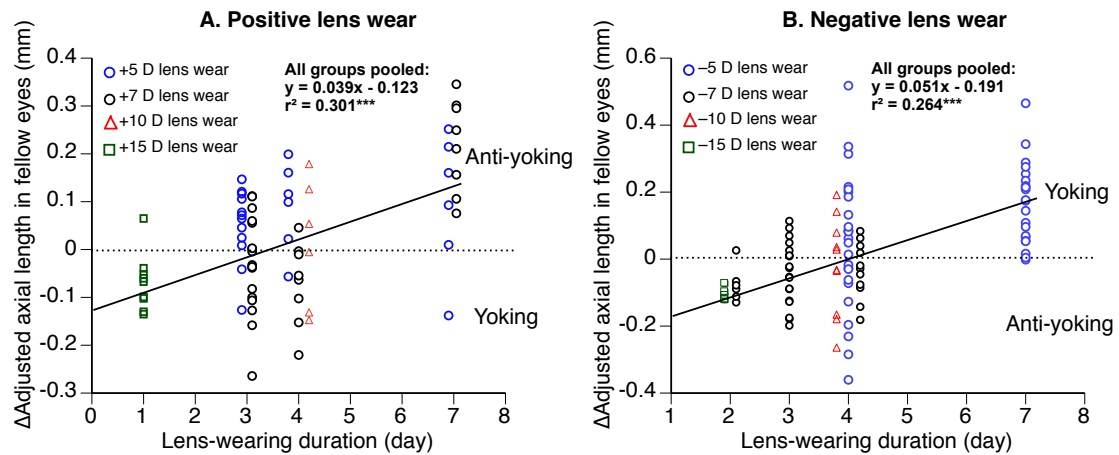 A. Positive lens wear
ΔAdjusted axial length in fellow eyes (mm)
0.4
0.3
0.2
0.1
0
-0.1
-0.2
-0.3
+5 D lens wear
+7 D lens wear
+10 D lens wear
+15 D lens wear
All groups pooled:
y = 0.039x - 0.123
r² = 0.301***
Anti-yoking
Yoking
0 1 2 3 4 5 6 7 8
Lens-wearing duration (day)
B. Negative lens wear
ΔAdjusted axial length in fellow eyes (mm)
0.6
0.4
0.2
0
-0.2
-0.4
–5 D lens wear
–7 D lens wear
–10 D lens wear
–15 D lens wear
All groups pooled:
y = 0.051x - 0.191
r² = 0.264***
Yoking
Anti-yoking
1 2 3 4 5 6 7 8
Lens-wearing duration (day)